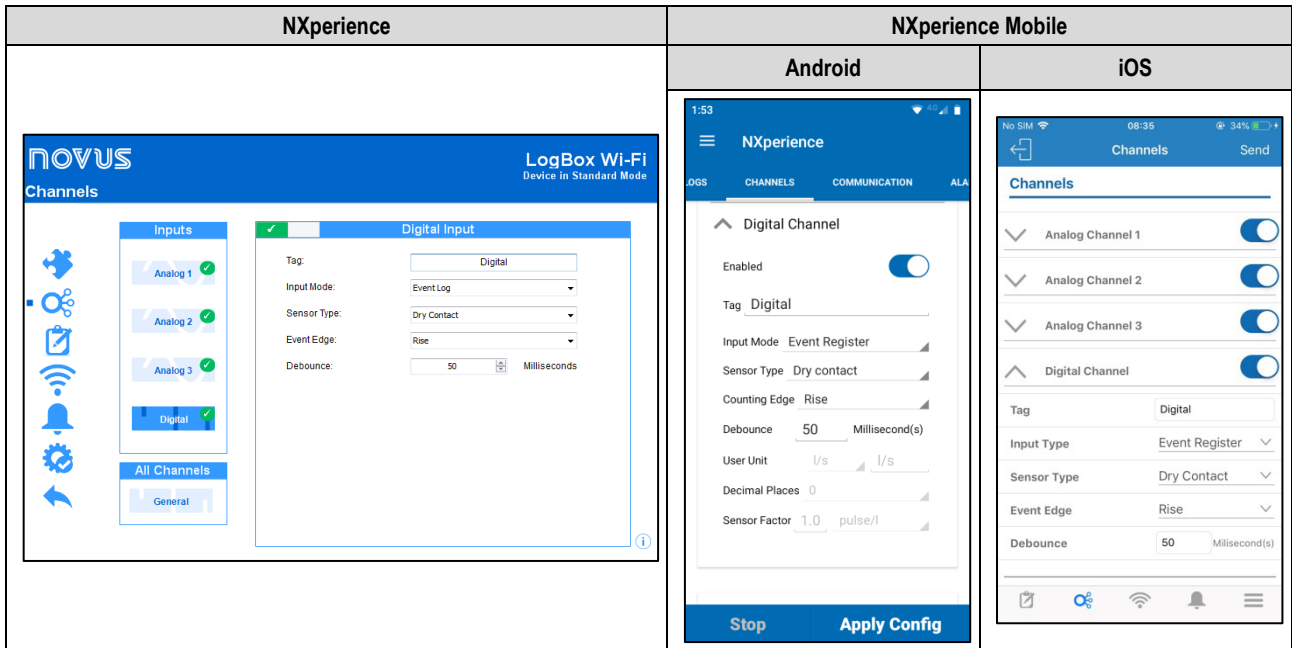 NXperience
NXperience Mobile
Android
iOS
novus
LogBox Wi-Fi
Device in Standard Mode
Channels
Inputs
Analog 1
Analog 2
Analog 3
Digital
All Channels
General
Digital Input
Tag: Digital
Input Mode: Event Log
Sensor Type: Dry Contact
Event Edge: Rise
Debounce: 50 Milliseconds
1:53 4G
NXperience
.OGS CHANNELS COMMUNICATION ALA
Digital Channel
Enabled
Tag Digital
Input Mode Event Register
Sensor Type Dry contact
Counting Edge Rise
Debounce 50 Millisecond(s)
User Unit l/s l/s
Decimal Places 0
Sensor Factor 1.0 pulse/l
Stop Apply Config
No SIM 08:35 34%
Channels Send
Channels
Analog Channel 1
Analog Channel 2
Analog Channel 3
Digital Channel
Tag Digital
Input Type Event Register
Sensor Type Dry Contact
Event Edge Rise
Debounce 50 Milisecond(s)